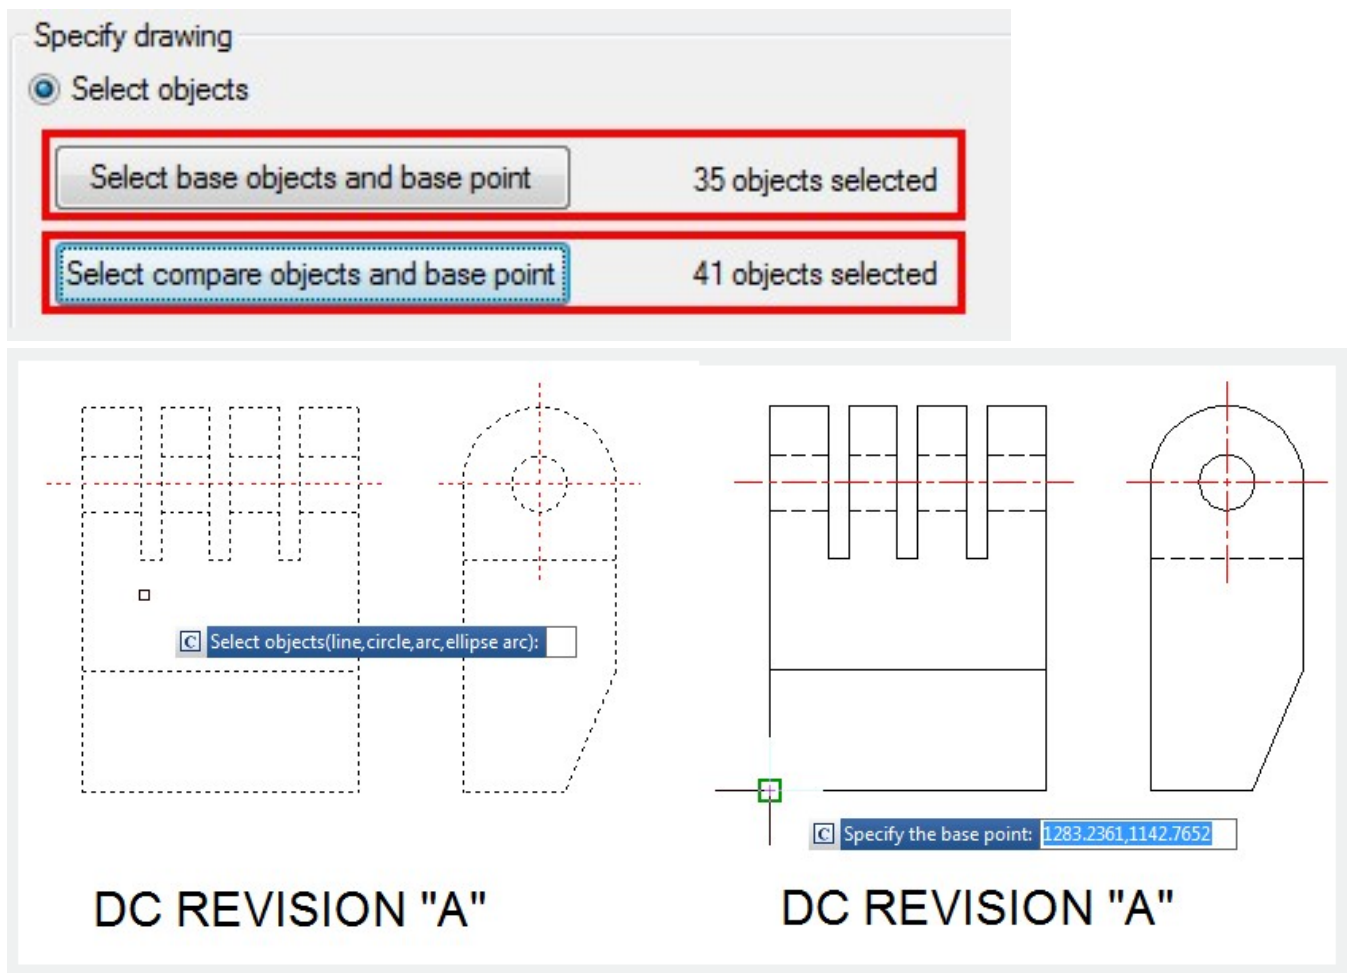 Specify drawing
Select objects
Select base objects and base point 35 objects selected
Select compare objects and base point 41 objects selected
C Select objects(line,circle,arc,ellipse arc):
C Specify the base point: 1283.2361,1142.7652
DC REVISION "A"
DC REVISION "A"